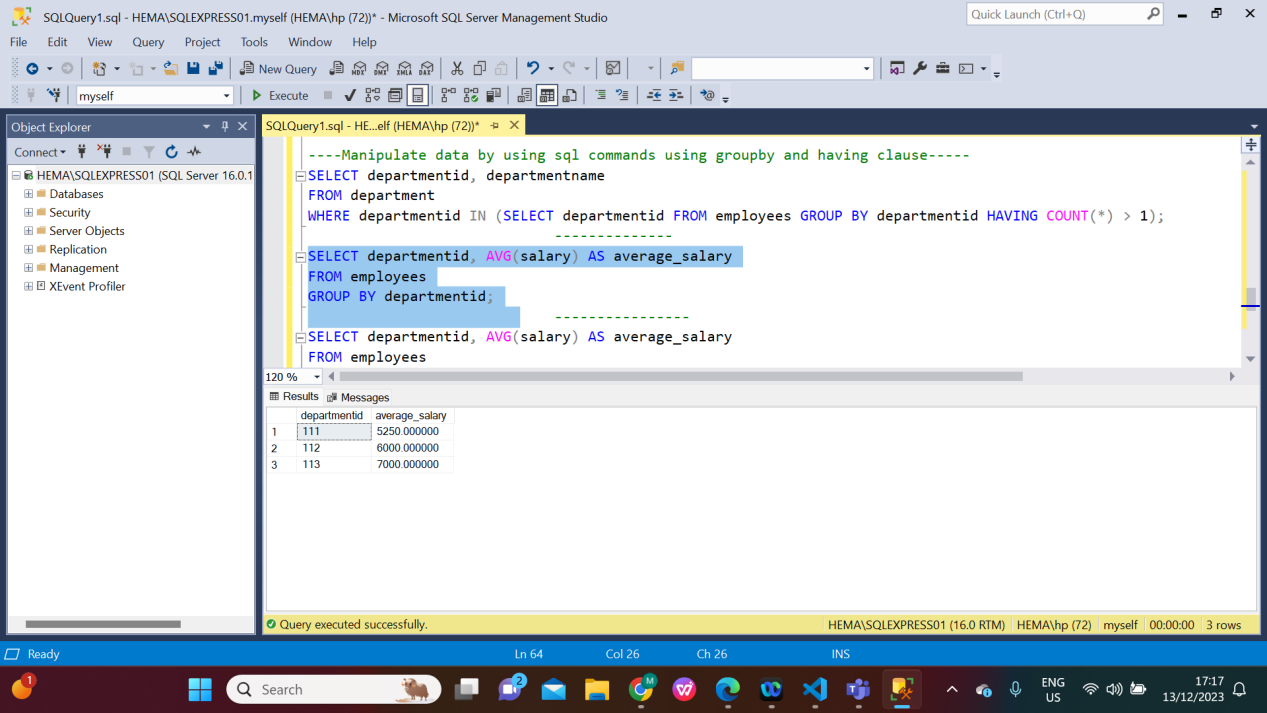 SQLQuery1.sql - HEMA\SQLEXPRESS01.myself (HEMA\hp (72))* - Microsoft SQL Server Management Studio
Quick Launch (Ctrl+Q)
File Edit View Query Project Tools Window Help
New Query MDX DMX XMLA DAX
myself Execute
Object Explorer
Connect
HEMA\SQLEXPRESS01 (SQL Server 16.0.1
Databases
Security
Server Objects
Replication
Management
XEvent Profiler
SQLQuery1.sql - HE...elf (HEMA\hp (72))*
----Manipulate data by using sql commands using groupby and having clause-----
SELECT departmentid, departmentname
FROM department
WHERE departmentid IN (SELECT departmentid FROM employees GROUP BY departmentid HAVING COUNT(*) > 1);
--------------
SELECT departmentid, AVG(salary) AS average_salary
FROM employees
GROUP BY departmentid;
----------------
SELECT departmentid, AVG(salary) AS average_salary
FROM employees
120 %
Results Messages
departmentid average_salary
1 111 5250.000000
2 112 6000.000000
3 113 7000.000000
Query executed successfully. HEMA\SQLEXPRESS01 (16.0 RTM) HEMA\hp (72) myself 00:00:00 3 rows
Ready Ln 64 Col 26 Ch 26 INS
1 Search 2 M ENG 17:17
US 13/12/2023